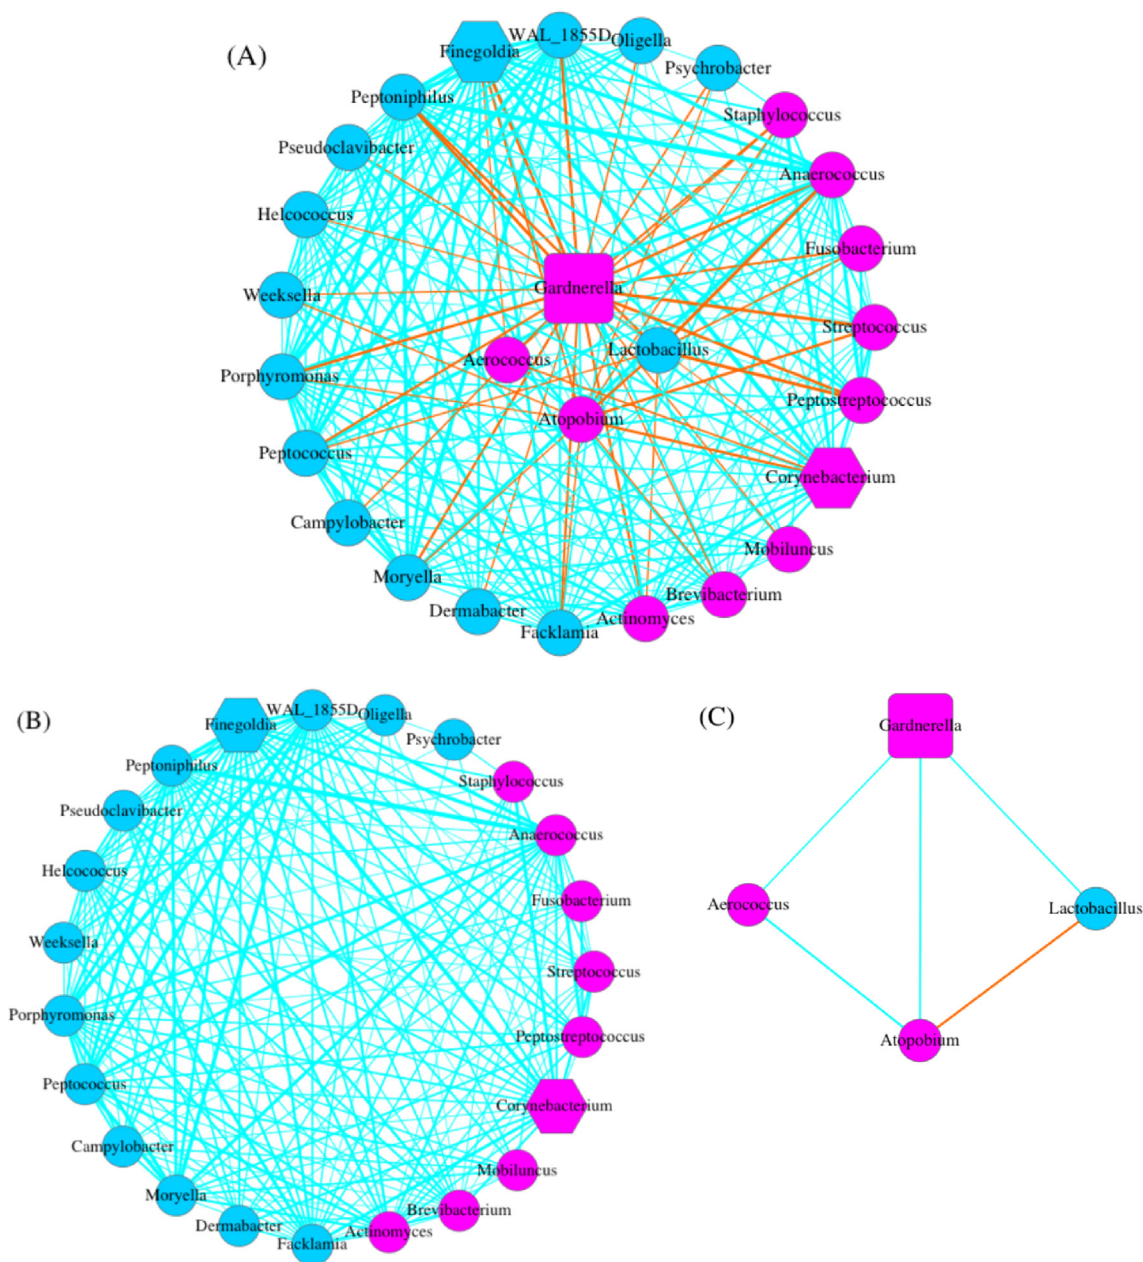 (A)
Finegoldia
WAL_1855D
Oligella
Psychrobacter
Peptoniphilus
Staphylococcus
Pseudoclavibacter
Anaerococcus
Helcococcus
Fusobacterium
Weeksella
Gardnerella
Streptococcus
Aerococcus
Lactobacillus
Porphyromonas
Peptostreptococcus
Atopobium
Peptococcus
Corynebacterium
Campylobacter
Mobiluncus
Moryella
Brevibacterium
Dermabacter
Actinomyces
Facklamia
(B)
Finegoldia
WAL_1855D
Oligella
Psychrobacter
Peptoniphilus
Staphylococcus
Pseudoclavibacter
Anaerococcus
Helcococcus
Fusobacterium
Weeksella
Streptococcus
Porphyromonas
Peptostreptococcus
Peptococcus
Corynebacterium
Campylobacter
Mobiluncus
Moryella
Brevibacterium
Dermabacter
Actinomyces
Facklamia
(C)
Gardnerella
Aerococcus
Lactobacillus
Atopobium